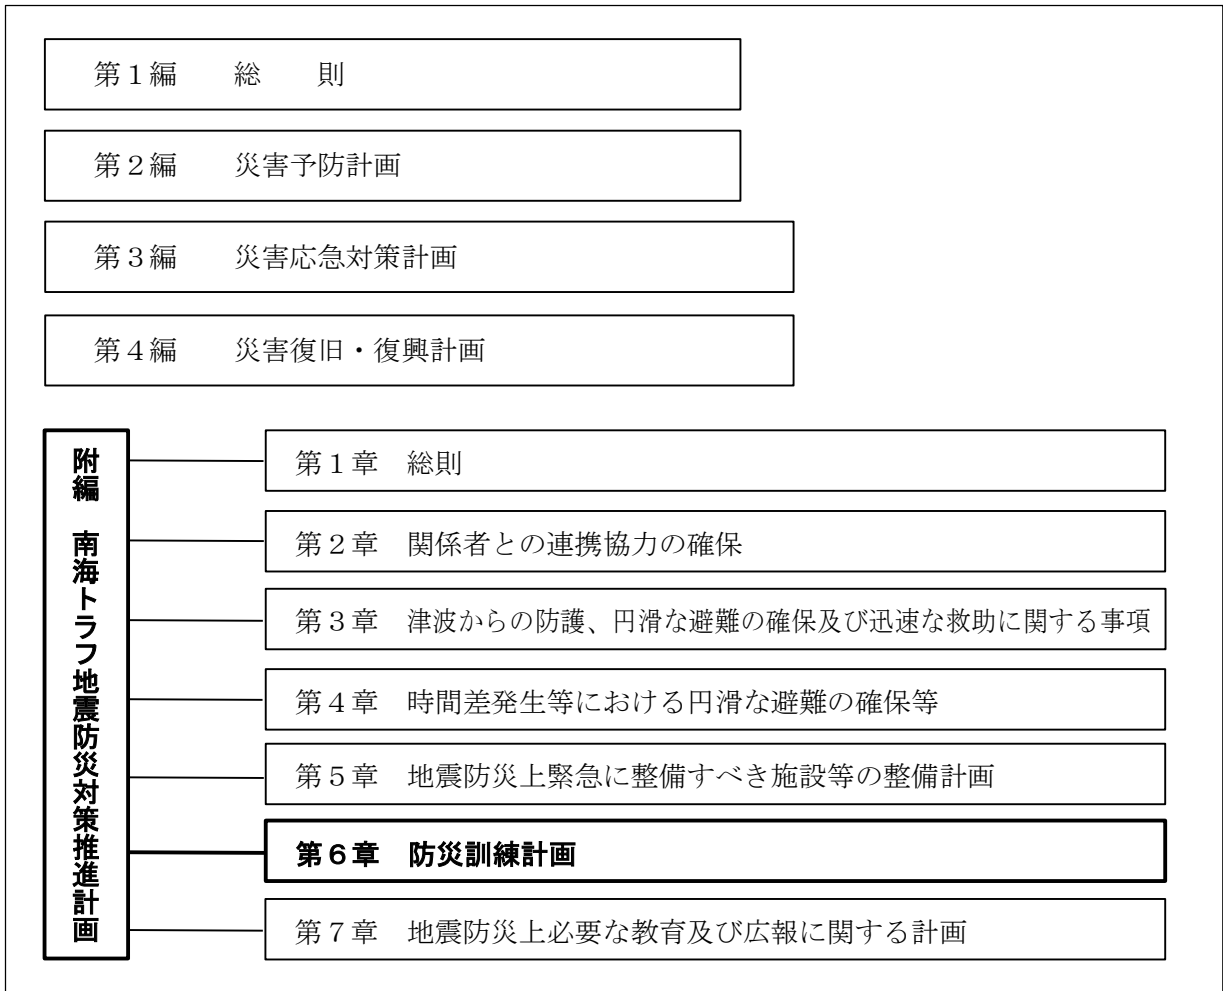 第１編　　総　　則
第２編　　災害予防計画
第３編　　災害応急対策計画
第４編　　災害復旧・復興計画
附編　南海トラフ地震防災対策推進計画
第１章　総則
第２章　関係者との連携協力の確保
第３章　津波からの防護、円滑な避難の確保及び迅速な救助に関する事項
第４章　時間差発生等における円滑な避難の確保等
第５章　地震防災上緊急に整備すべき施設等の整備計画
第６章　防災訓練計画
第７章　地震防災上必要な教育及び広報に関する計画